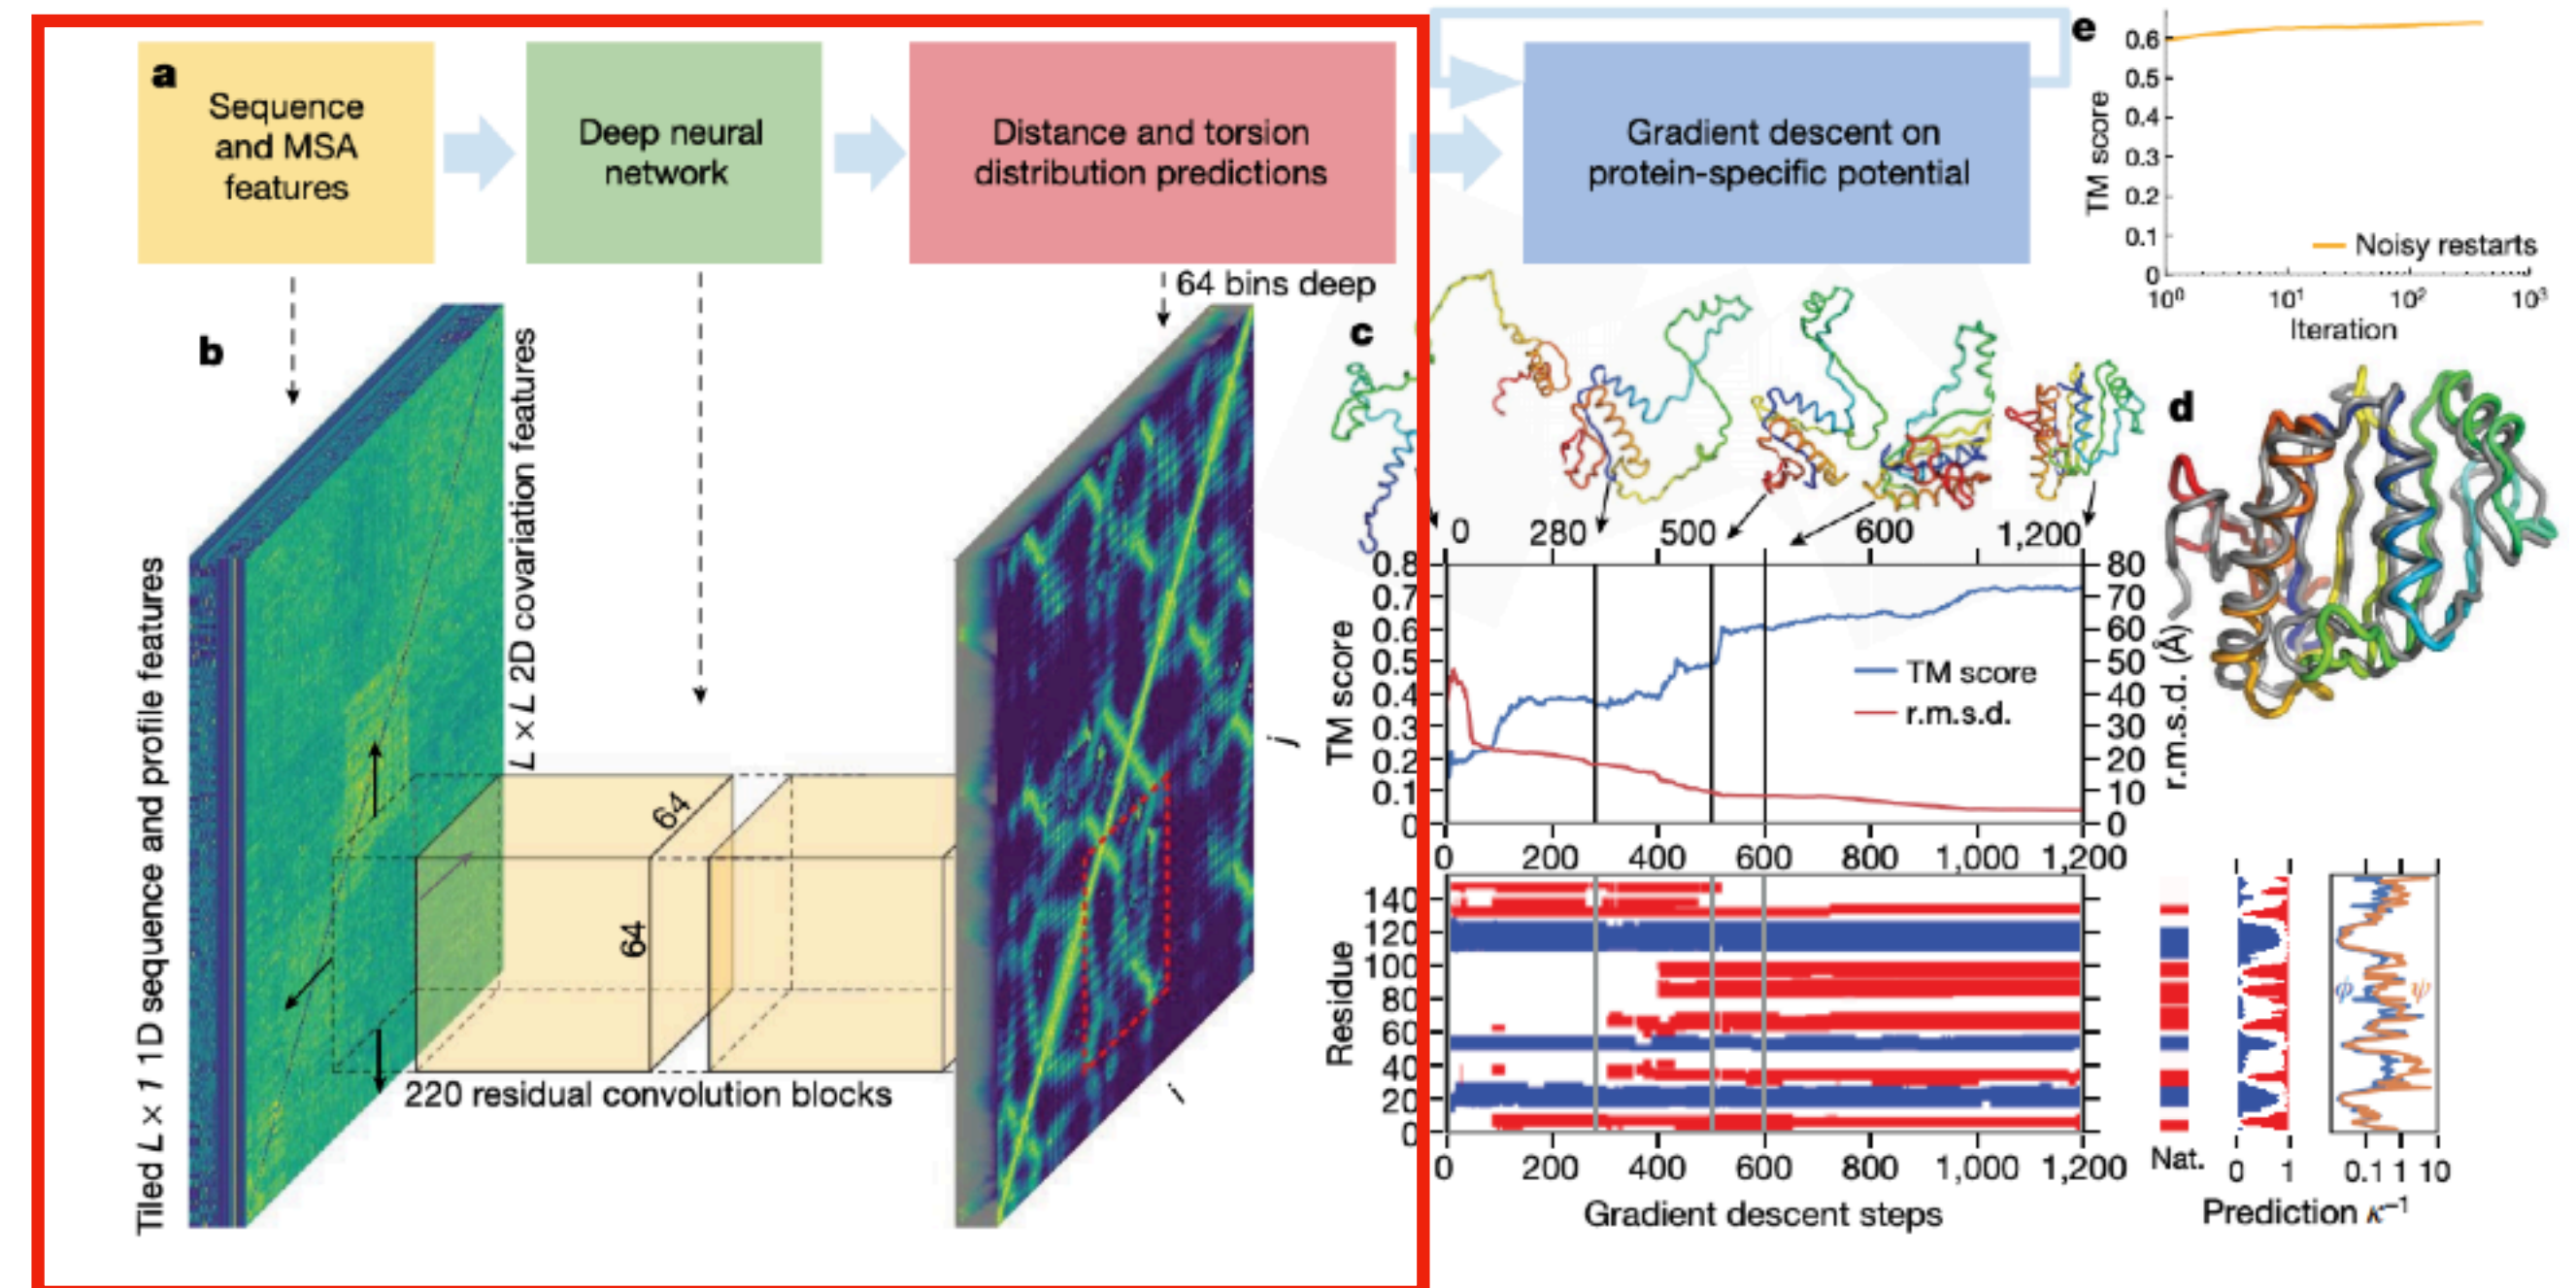 a
Sequence
and MSA
features
Deep neural
network
Distance and torsion
distribution predictions
Gradient descent on
protein-specific potential
b
Tiled L × 1 1D sequence and profile features
L × L 2D covariation features
64
64
220 residual convolution blocks
64 bins deep
j
i
c
0 280 500 600 1,200
TM score
0.8
0.7
0.6
0.5
0.4
0.3
0.2
0.1
0
TM score
r.m.s.d.
80
70
60
50
40
30
20
10
0
r.m.s.d. (Å)
0 200 400 600 800 1,000 1,200
Residue
140
120
100
80
60
40
20
0
0 200 400 600 800 1,000 1,200
Gradient descent steps
Nat.
0 1
ϕ ψ
0.1 1 10
Prediction κ⁻¹
d
e
TM score
0.6
0.5
0.4
0.3
0.2
0.1
0
Noisy restarts
10⁰ 10¹ 10² 10³
Iteration